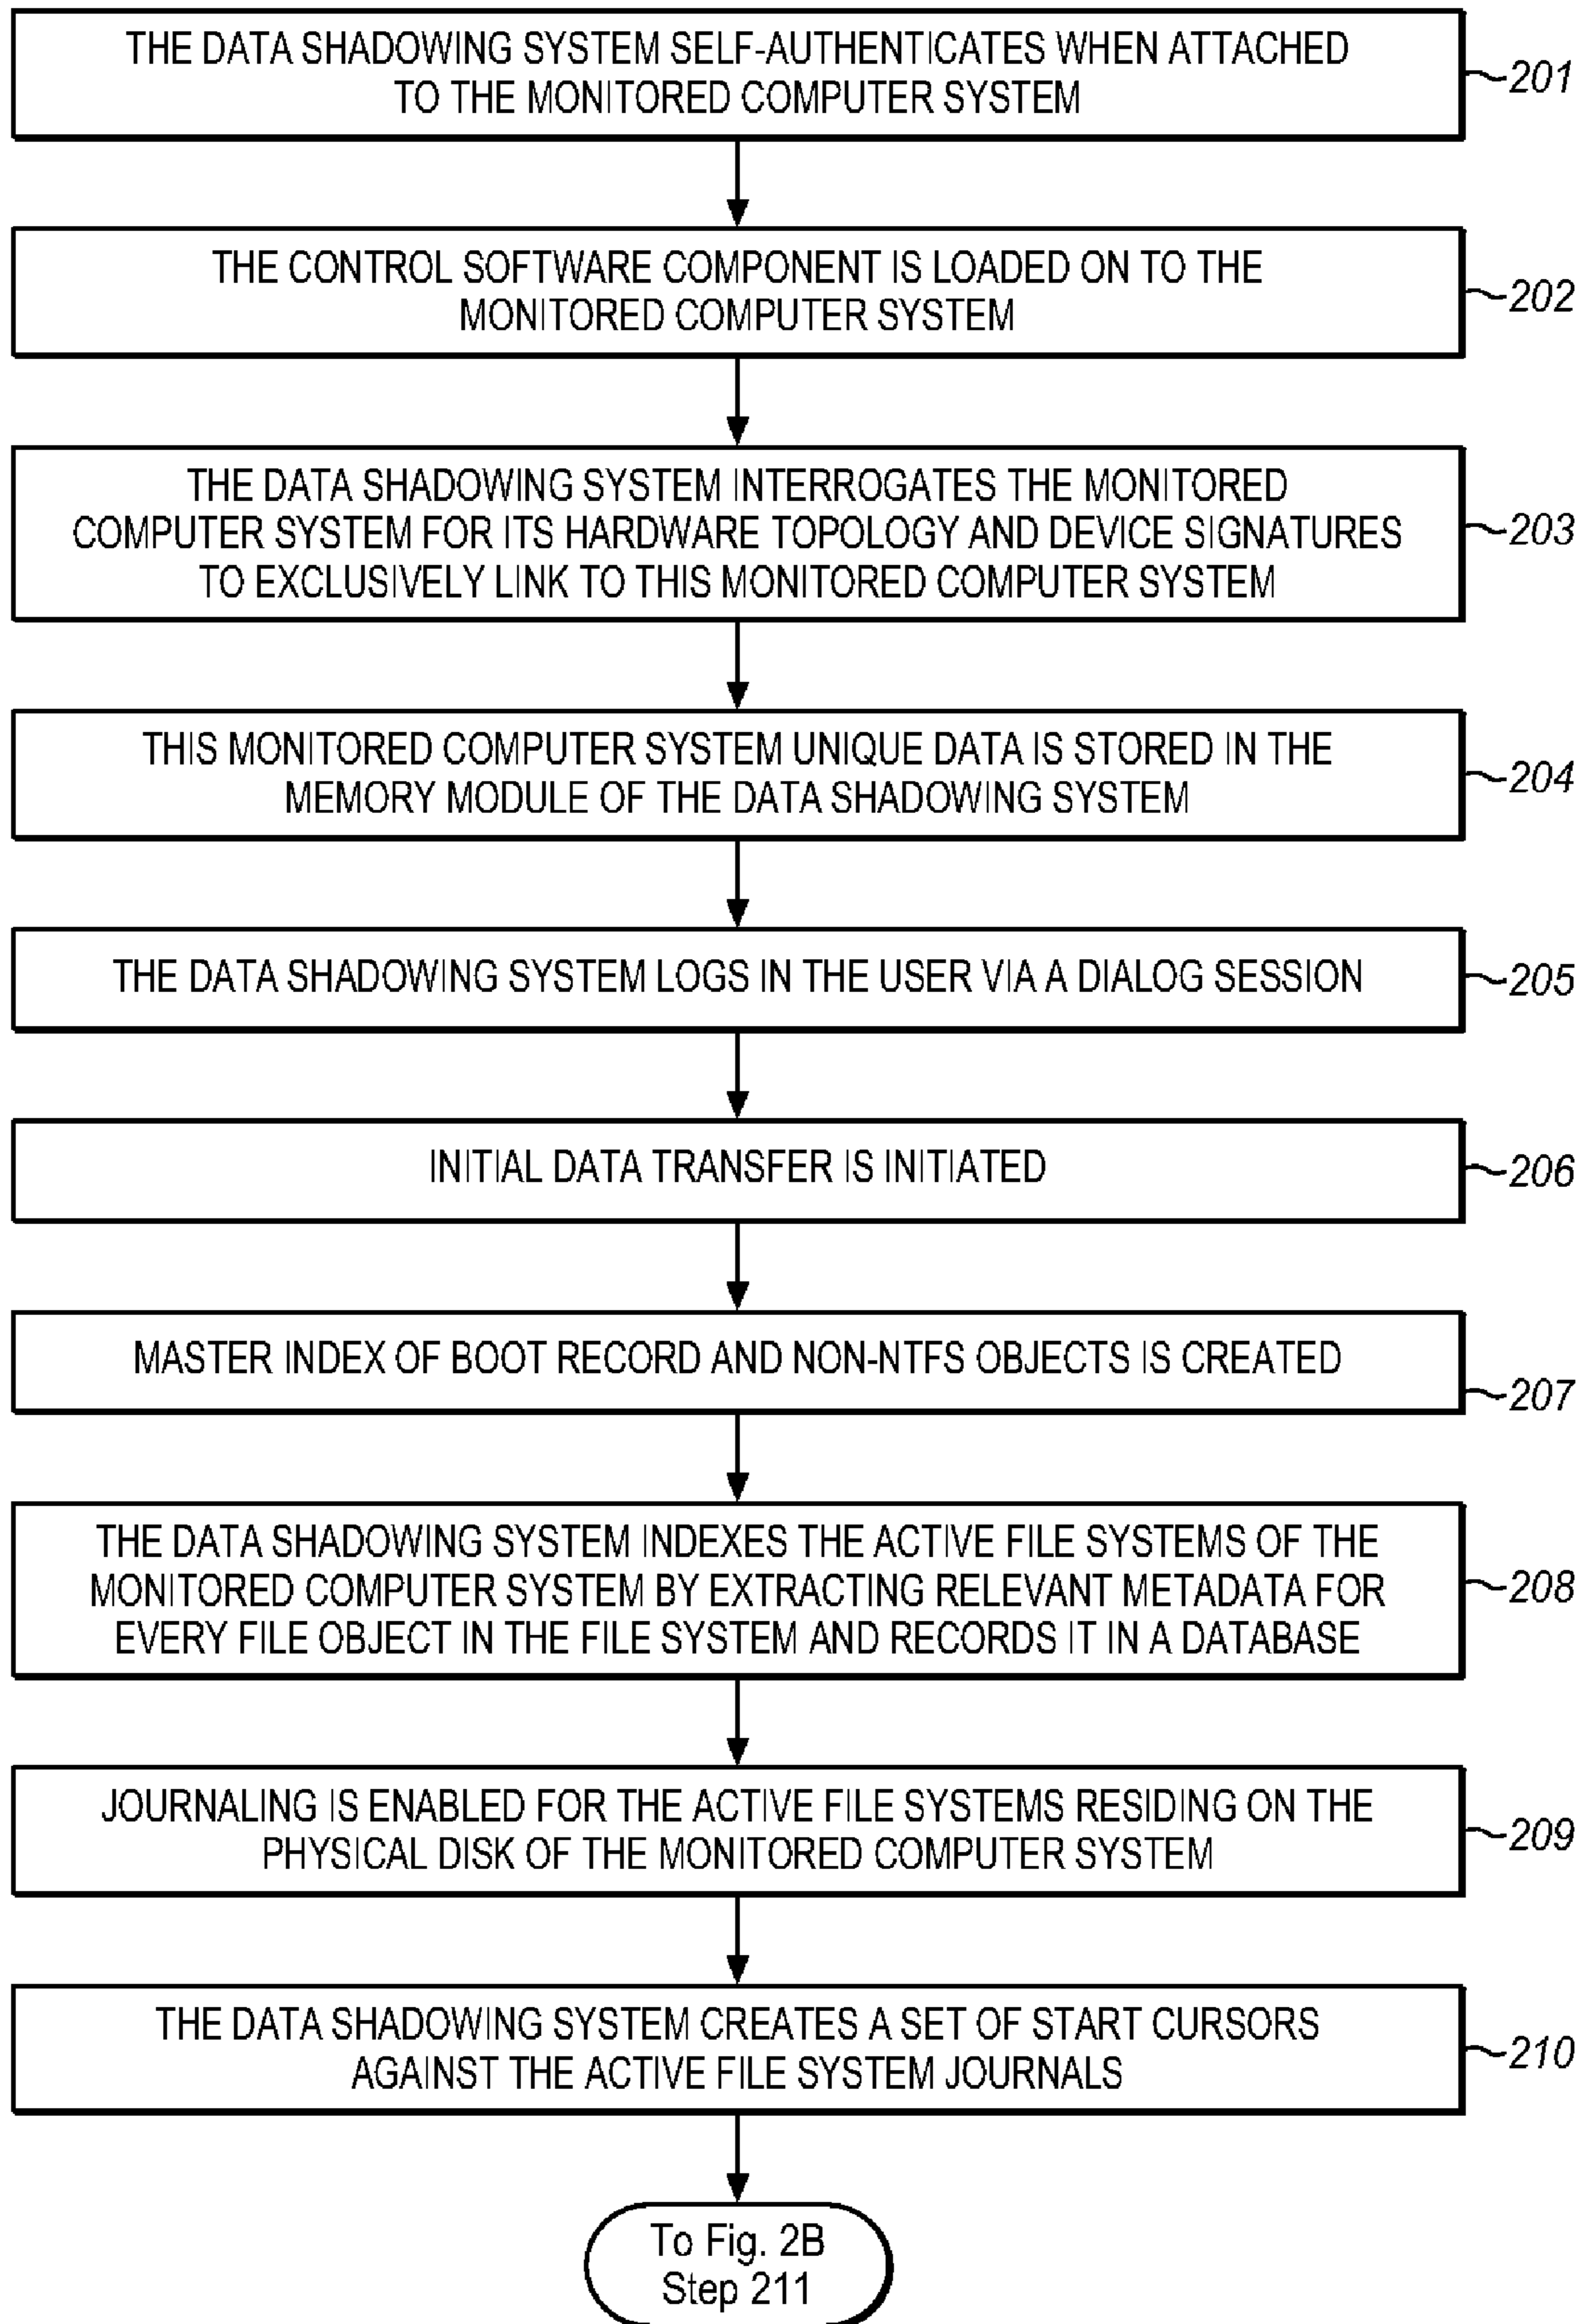 THE DATA SHADOWING SYSTEM SELF-AUTHENTICATES WHEN ATTACHED
TO THE MONITORED COMPUTER SYSTEM
201
THE CONTROL SOFTWARE COMPONENT IS LOADED ON TO THE
MONITORED COMPUTER SYSTEM
202
THE DATA SHADOWING SYSTEM INTERROGATES THE MONITORED
COMPUTER SYSTEM FOR ITS HARDWARE TOPOLOGY AND DEVICE SIGNATURES
TO EXCLUSIVELY LINK TO THIS MONITORED COMPUTER SYSTEM
203
THIS MONITORED COMPUTER SYSTEM UNIQUE DATA IS STORED IN THE
MEMORY MODULE OF THE DATA SHADOWING SYSTEM
204
THE DATA SHADOWING SYSTEM LOGS IN THE USER VIA A DIALOG SESSION
205
INITIAL DATA TRANSFER IS INITIATED
206
MASTER INDEX OF BOOT RECORD AND NON-NTFS OBJECTS IS CREATED
207
THE DATA SHADOWING SYSTEM INDEXES THE ACTIVE FILE SYSTEMS OF THE
MONITORED COMPUTER SYSTEM BY EXTRACTING RELEVANT METADATA FOR
EVERY FILE OBJECT IN THE FILE SYSTEM AND RECORDS IT IN A DATABASE
208
JOURNALING IS ENABLED FOR THE ACTIVE FILE SYSTEMS RESIDING ON THE
PHYSICAL DISK OF THE MONITORED COMPUTER SYSTEM
209
THE DATA SHADOWING SYSTEM CREATES A SET OF START CURSORS
AGAINST THE ACTIVE FILE SYSTEM JOURNALS
210
To Fig. 2B
Step 211